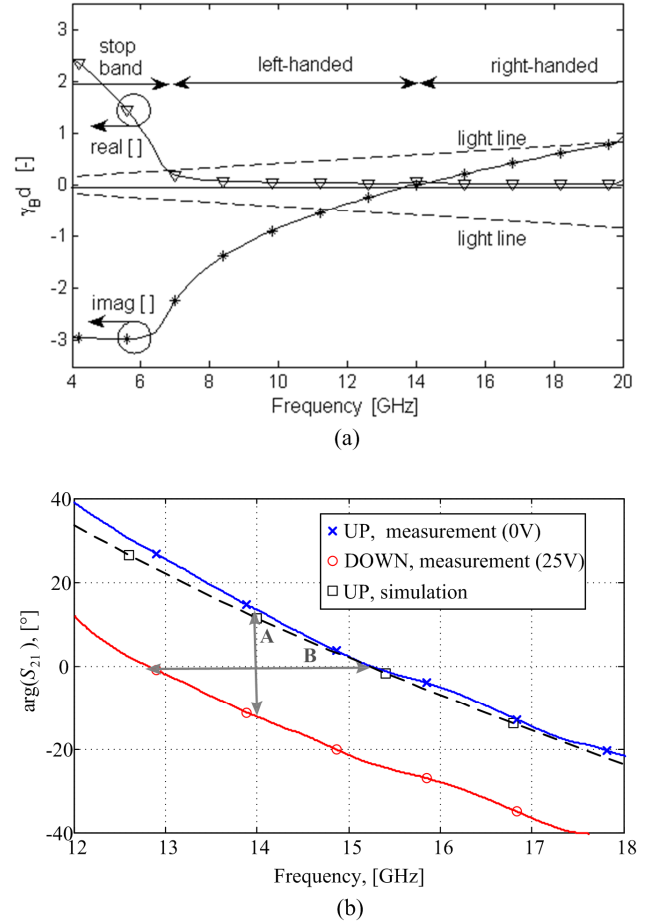 3
2
1
0
-1
-2
-3
γ_B d [-]
stop band
left-handed
right-handed
real [ ]
light line
light line
imag [ ]
4 6 8 10 12 14 16 18 20
Frequency [GHz]
(a)
40
20
0
-20
-40
arg(S₂₁), [°]
UP, measurement (0V)
DOWN, measurement (25V)
UP, simulation
A
B
12 13 14 15 16 17 18
Frequency, [GHz]
(b)